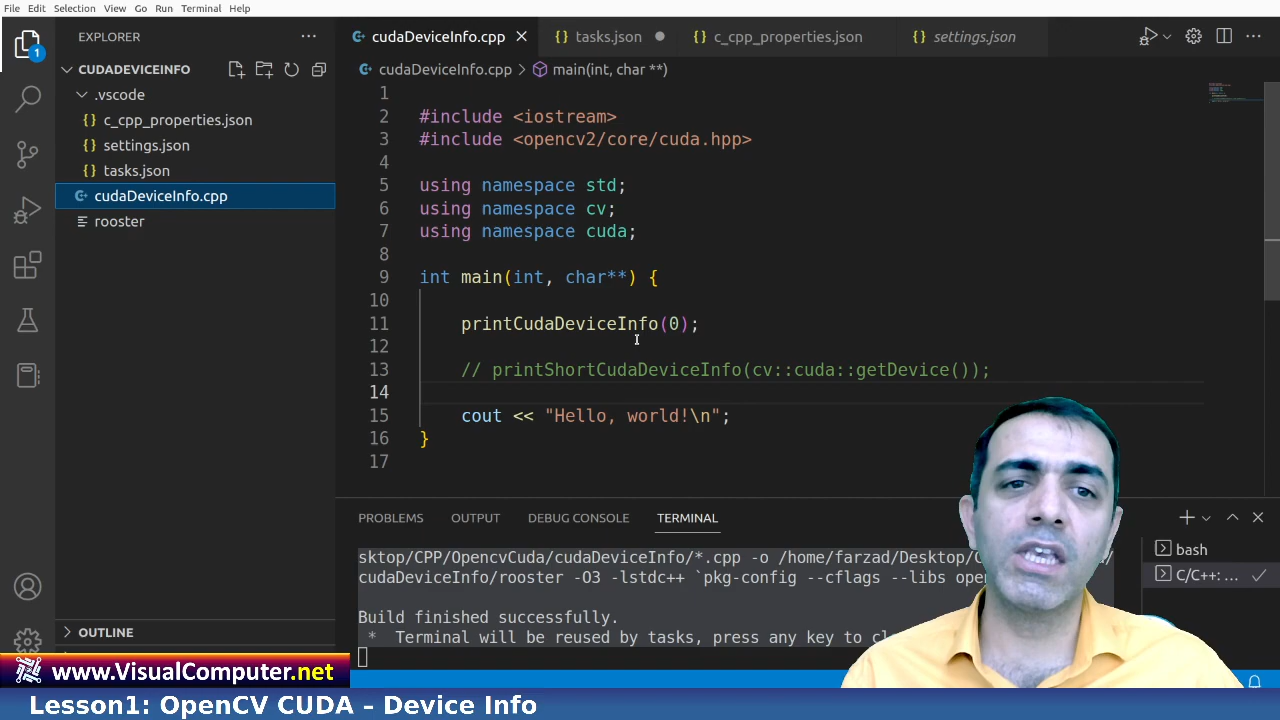 File Edit Selection View Go Run Terminal Help
EXPLORER
cudaDeviceInfo.cpp
tasks.json
c_cpp_properties.json
settings.json
1
CUDADEVICEINFO
cudaDeviceInfo.cpp > main(int, char **)
.vscode
c_cpp_properties.json
settings.json
tasks.json
cudaDeviceInfo.cpp
rooster
1
2 #include <iostream>
3 #include <opencv2/core/cuda.hpp>
4
5 using namespace std;
6 using namespace cv;
7 using namespace cuda;
8
9 int main(int, char**) {
10
11 printCudaDeviceInfo(0);
12
13 // printShortCudaDeviceInfo(cv::cuda::getDevice());
14
15 cout << "Hello, world!\n";
16 }
17
PROBLEMS OUTPUT DEBUG CONSOLE TERMINAL
sktop/CPP/OpencvCuda/cudaDeviceInfo/*.cpp -o /home/farzad/Desktop/
cudaDeviceInfo/rooster -O3 -lstdc++ `pkg-config --cflags --libs
Build finished successfully.
* Terminal will be reused by tasks, press any key to
bash
C/C++: ...
OUTLINE
www.VisualComputer.net
Lesson1: OpenCV CUDA – Device Info